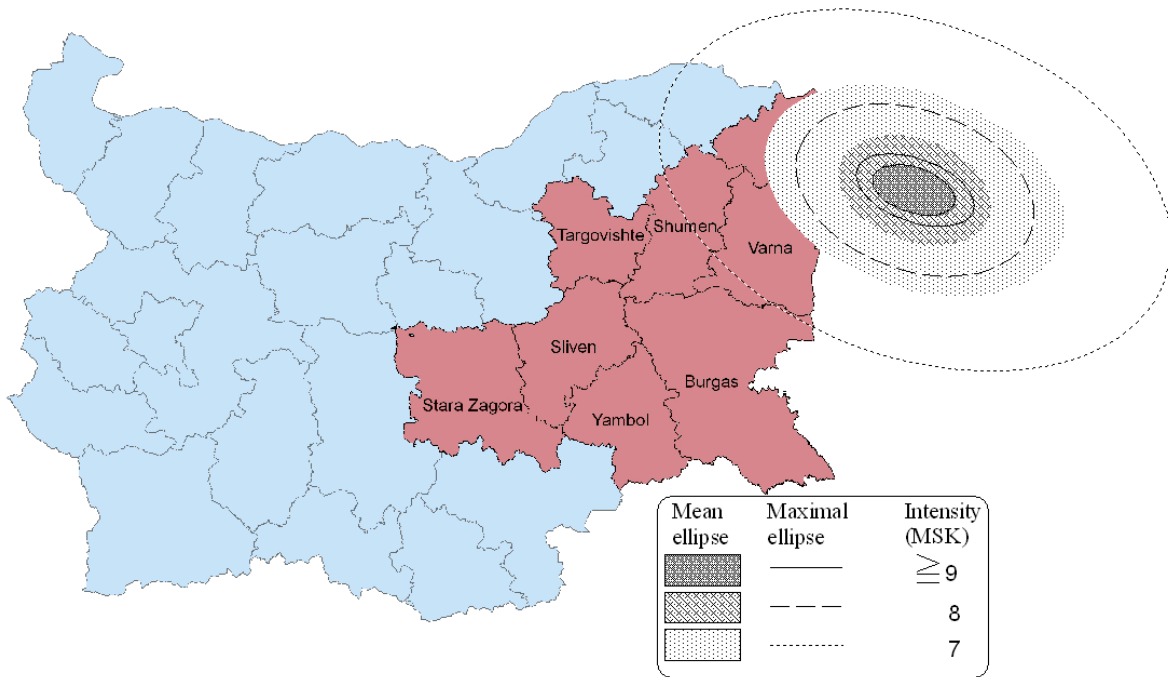 Targovishte
Shumen
Varna
Sliven
Burgas
Stara Zagora
Yambol
Mean ellipse
Maximal ellipse
Intensity (MSK)
≧ 9
8
7